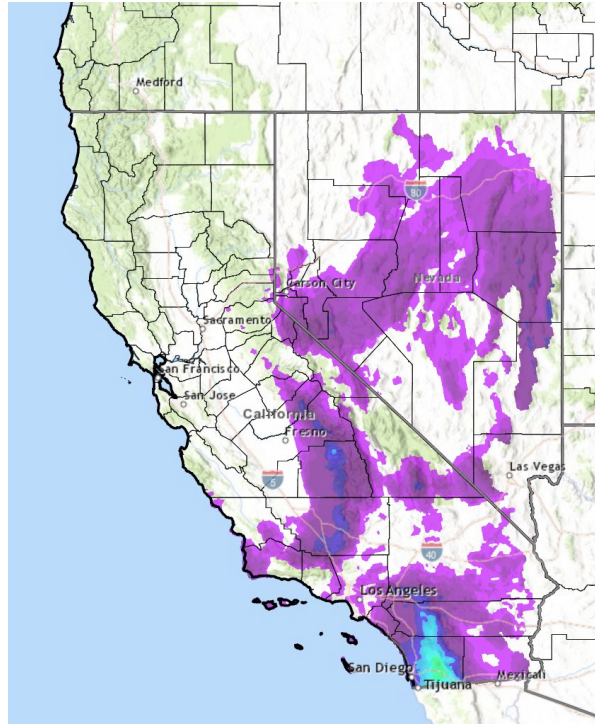 Medford
80
Carson City
Nevada
Sacramento
San Francisco
San Jose
California
Fresno
5
Las Vegas
40
Los Angeles
San Diego
Tijuana
Mexicali